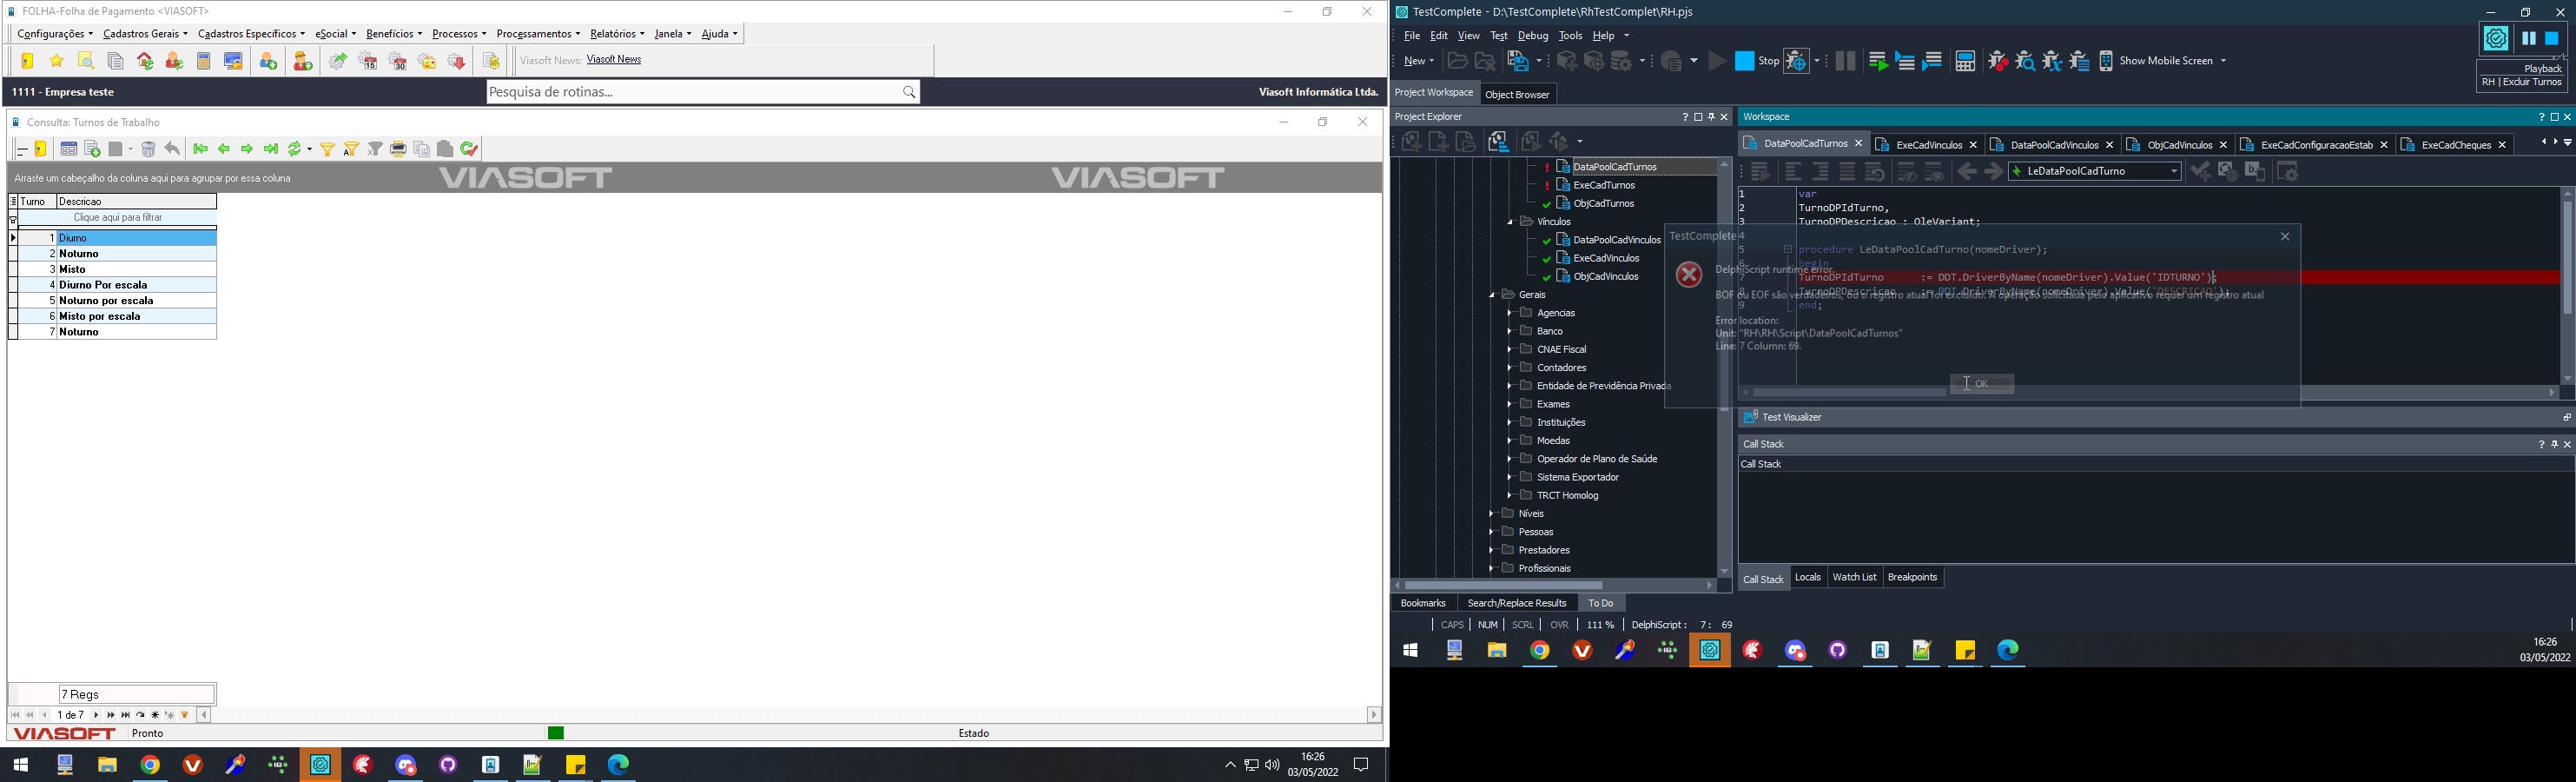 FOLHA-Folha de Pagamento <VIASOFT>
Configurações Cadastros Gerais Cadastros Específicos eSocial Benefícios Processos Processamentos Relatórios Janela Ajuda
Viasoft News: Viasoft News
1111 - Empresa teste
Pesquisa de rotinas...
Viasoft Informática Ltda.
Consulta: Turnos de Trabalho
Arraste um cabeçalho da coluna aqui para agrupar por essa coluna
VIASOFT
VIASOFT
Turno Descricao
Clique aqui para filtrar
1 Diurno
2 Noturno
3 Misto
4 Diurno Por escala
5 Noturno por escala
6 Misto por escala
7 Noturno
7 Regs
1 de 7
VIASOFT Pronto
Estado
16:26
03/05/2022
TestComplete - D:\TestComplete\RhTestComplet\RH.pjs
File Edit View Test Debug Tools Help
New
Stop
Show Mobile Screen
Playback
RH | Excluir Turnos
Project Workspace
Object Browser
Project Explorer
DataPoolCadTurnos
ExeCadTurnos
ObjCadTurnos
Vínculos
DataPoolCadVinculos
ExeCadVinculos
ObjCadVinculos
Gerais
Agencias
Banco
CNAE Fiscal
Contadores
Entidade de Previdência Privada
Exames
Instituições
Moedas
Operador de Plano de Saúde
Sistema Exportador
TRCT Homolog
Níveis
Pessoas
Prestadores
Profissionais
Bookmarks
Search/Replace Results
To Do
Workspace
DataPoolCadTurnos
ExeCadVinculos
DataPoolCadVinculos
ObjCadVinculos
ExeCadConfiguracaoEstab
ExeCadCheques
LeDataPoolCadTurno
1 var
2 TurnoDPIdTurno,
3 TurnoDPDescricao : OleVariant;
4
5 procedure LeDataPoolCadTurno(nomeDriver);
6 begin
7 TurnoDPIdTurno := DDT.DriverByName(nomeDriver).Value('IDTURNO');
8 TurnoDPDescricao := DDT.DriverByName(nomeDriver).Value('DESCRICAO');
9 end;
TestComplete
DelphiScript runtime error.
BOF ou EOF são verdadeiros, ou o registro atual foi excluído. A operação solicitada pelo aplicativo requer um registro atual
Error location:
Unit: "RH\RH\Script\DataPoolCadTurnos"
Line: 7 Column: 69.
OK
Test Visualizer
Call Stack
Call Stack
Call Stack
Locals
Watch List
Breakpoints
CAPS NUM SCRL OVR 111 % DelphiScript : 7 : 69
16:26
03/05/2022